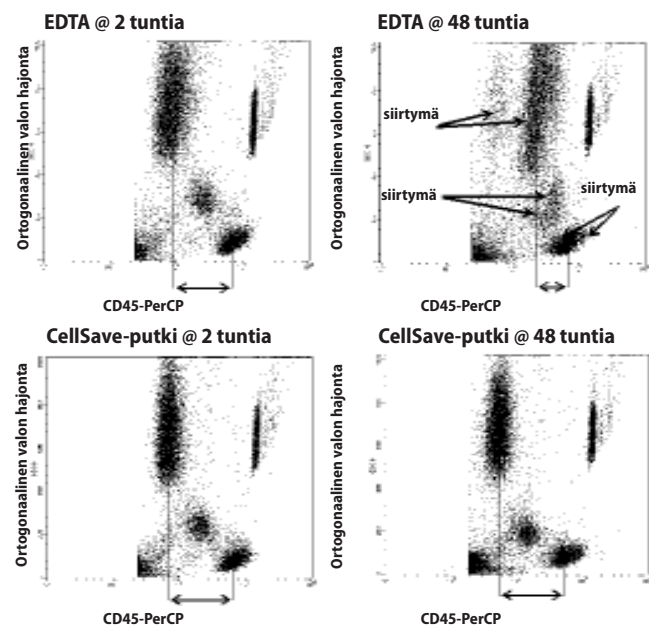 EDTA @ 2 tuntia
Ortogonaalinen valon hajonta
CD45-PerCP
EDTA @ 48 tuntia
Ortogonaalinen valon hajonta
siirtymä
siirtymä
siirtymä
CD45-PerCP
CellSave-putki @ 2 tuntia
Ortogonaalinen valon hajonta
CD45-PerCP
CellSave-putki @ 48 tuntia
Ortogonaalinen valon hajonta
CD45-PerCP